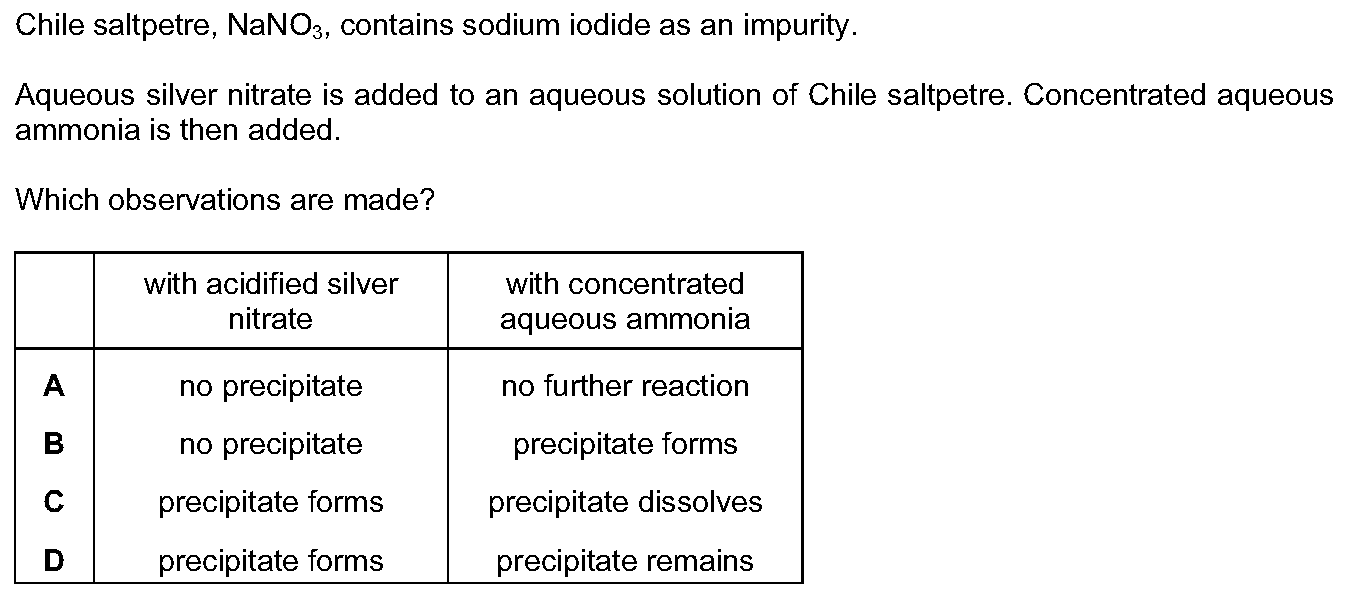 Chile saltpetre, NaNO₃, contains sodium iodide as an impurity.
Aqueous silver nitrate is added to an aqueous solution of Chile saltpetre. Concentrated aqueous
ammonia is then added.
Which observations are made?
with acidified silver nitrate | with concentrated aqueous ammonia
A | no precipitate | no further reaction
B | no precipitate | precipitate forms
C | precipitate forms | precipitate dissolves
D | precipitate forms | precipitate remains